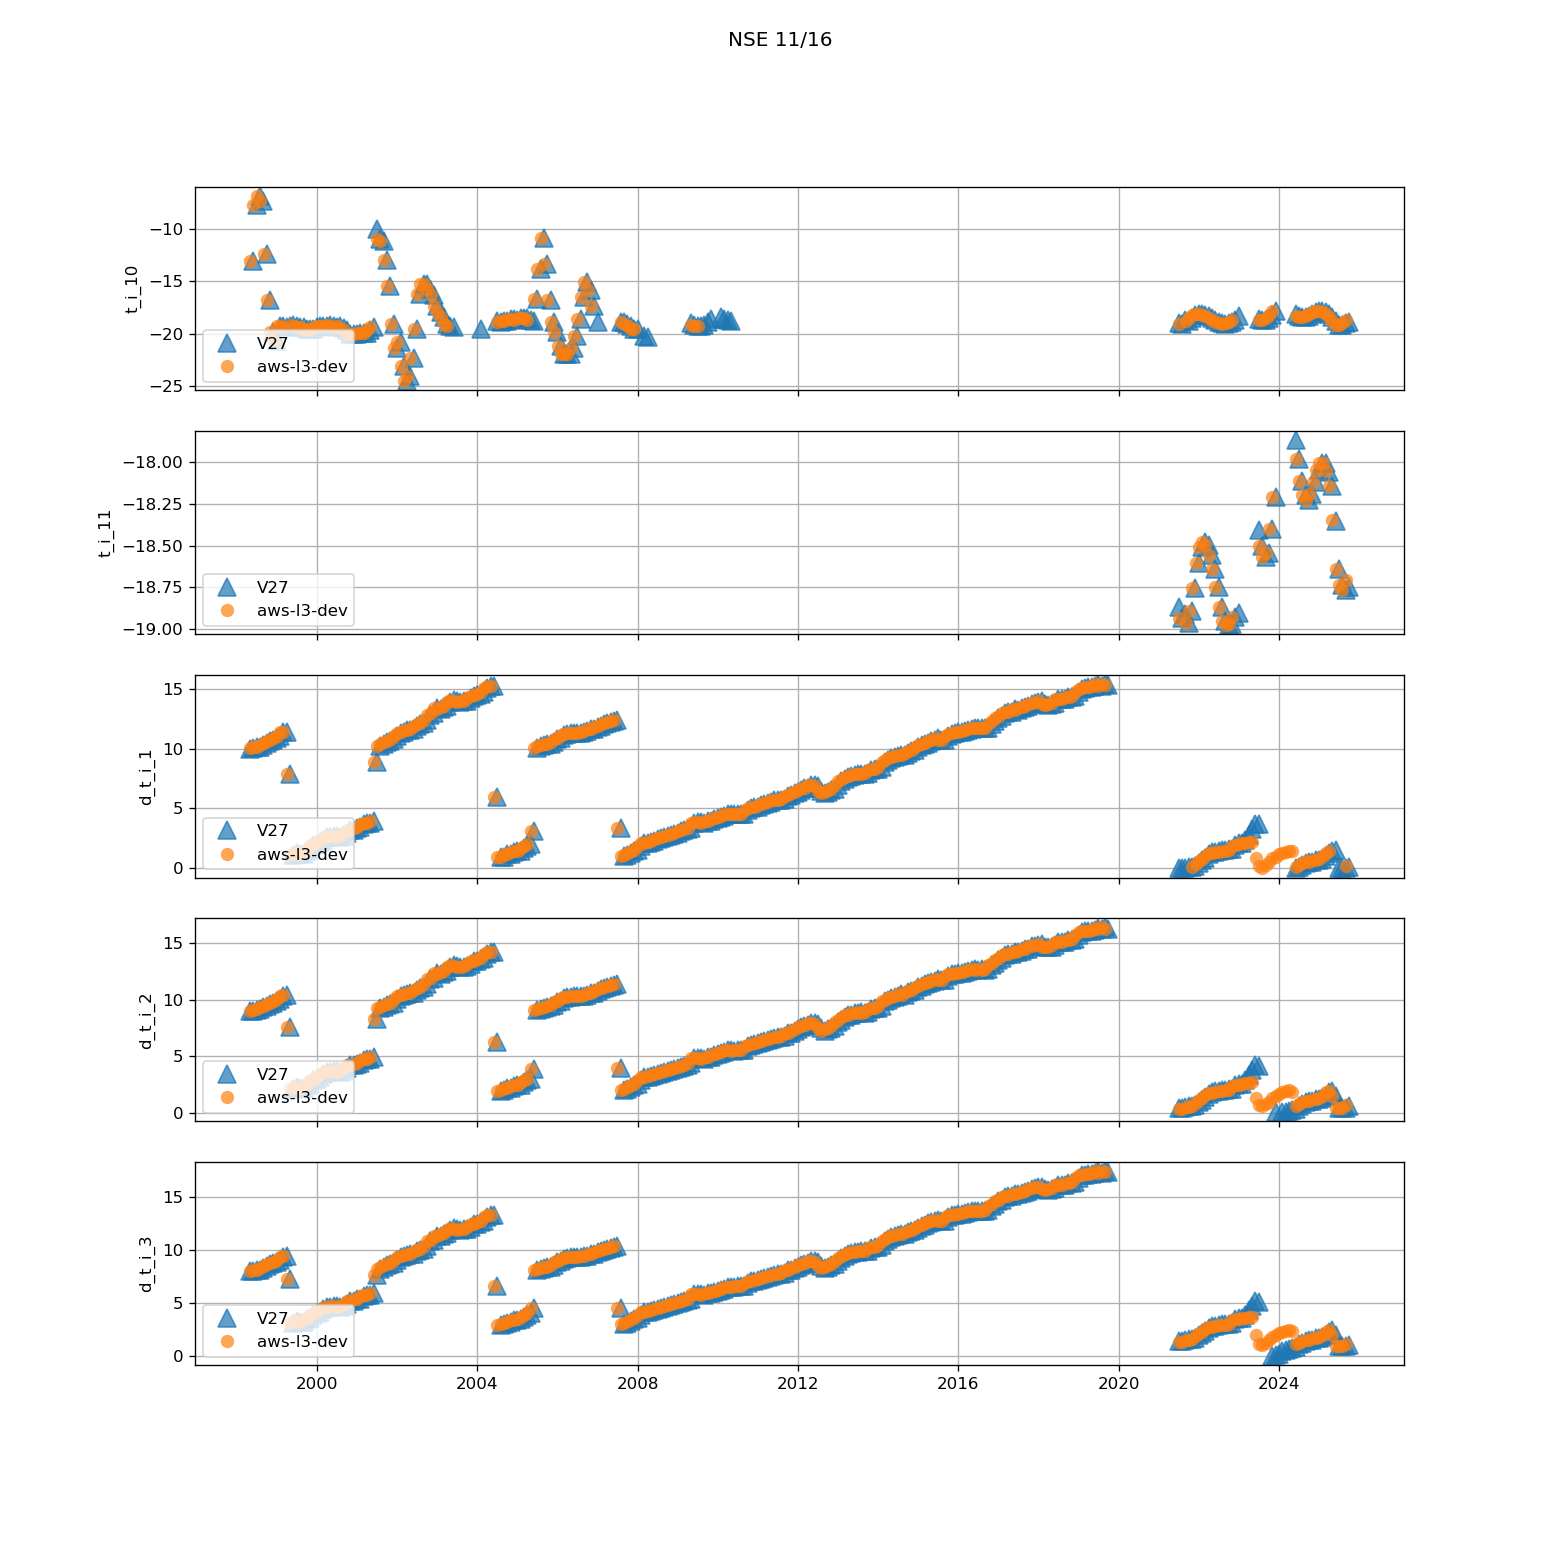 NSE 11/16
t_i_10
−10
−15
−20
−25
V27
aws-l3-dev
t_i_11
−18.00
−18.25
−18.50
−18.75
−19.00
V27
aws-l3-dev
d_t_i_1
15
10
5
0
V27
aws-l3-dev
d_t_i_2
15
10
5
0
V27
aws-l3-dev
d_t_i_3
15
10
5
0
V27
aws-l3-dev
2000 2004 2008 2012 2016 2020 2024